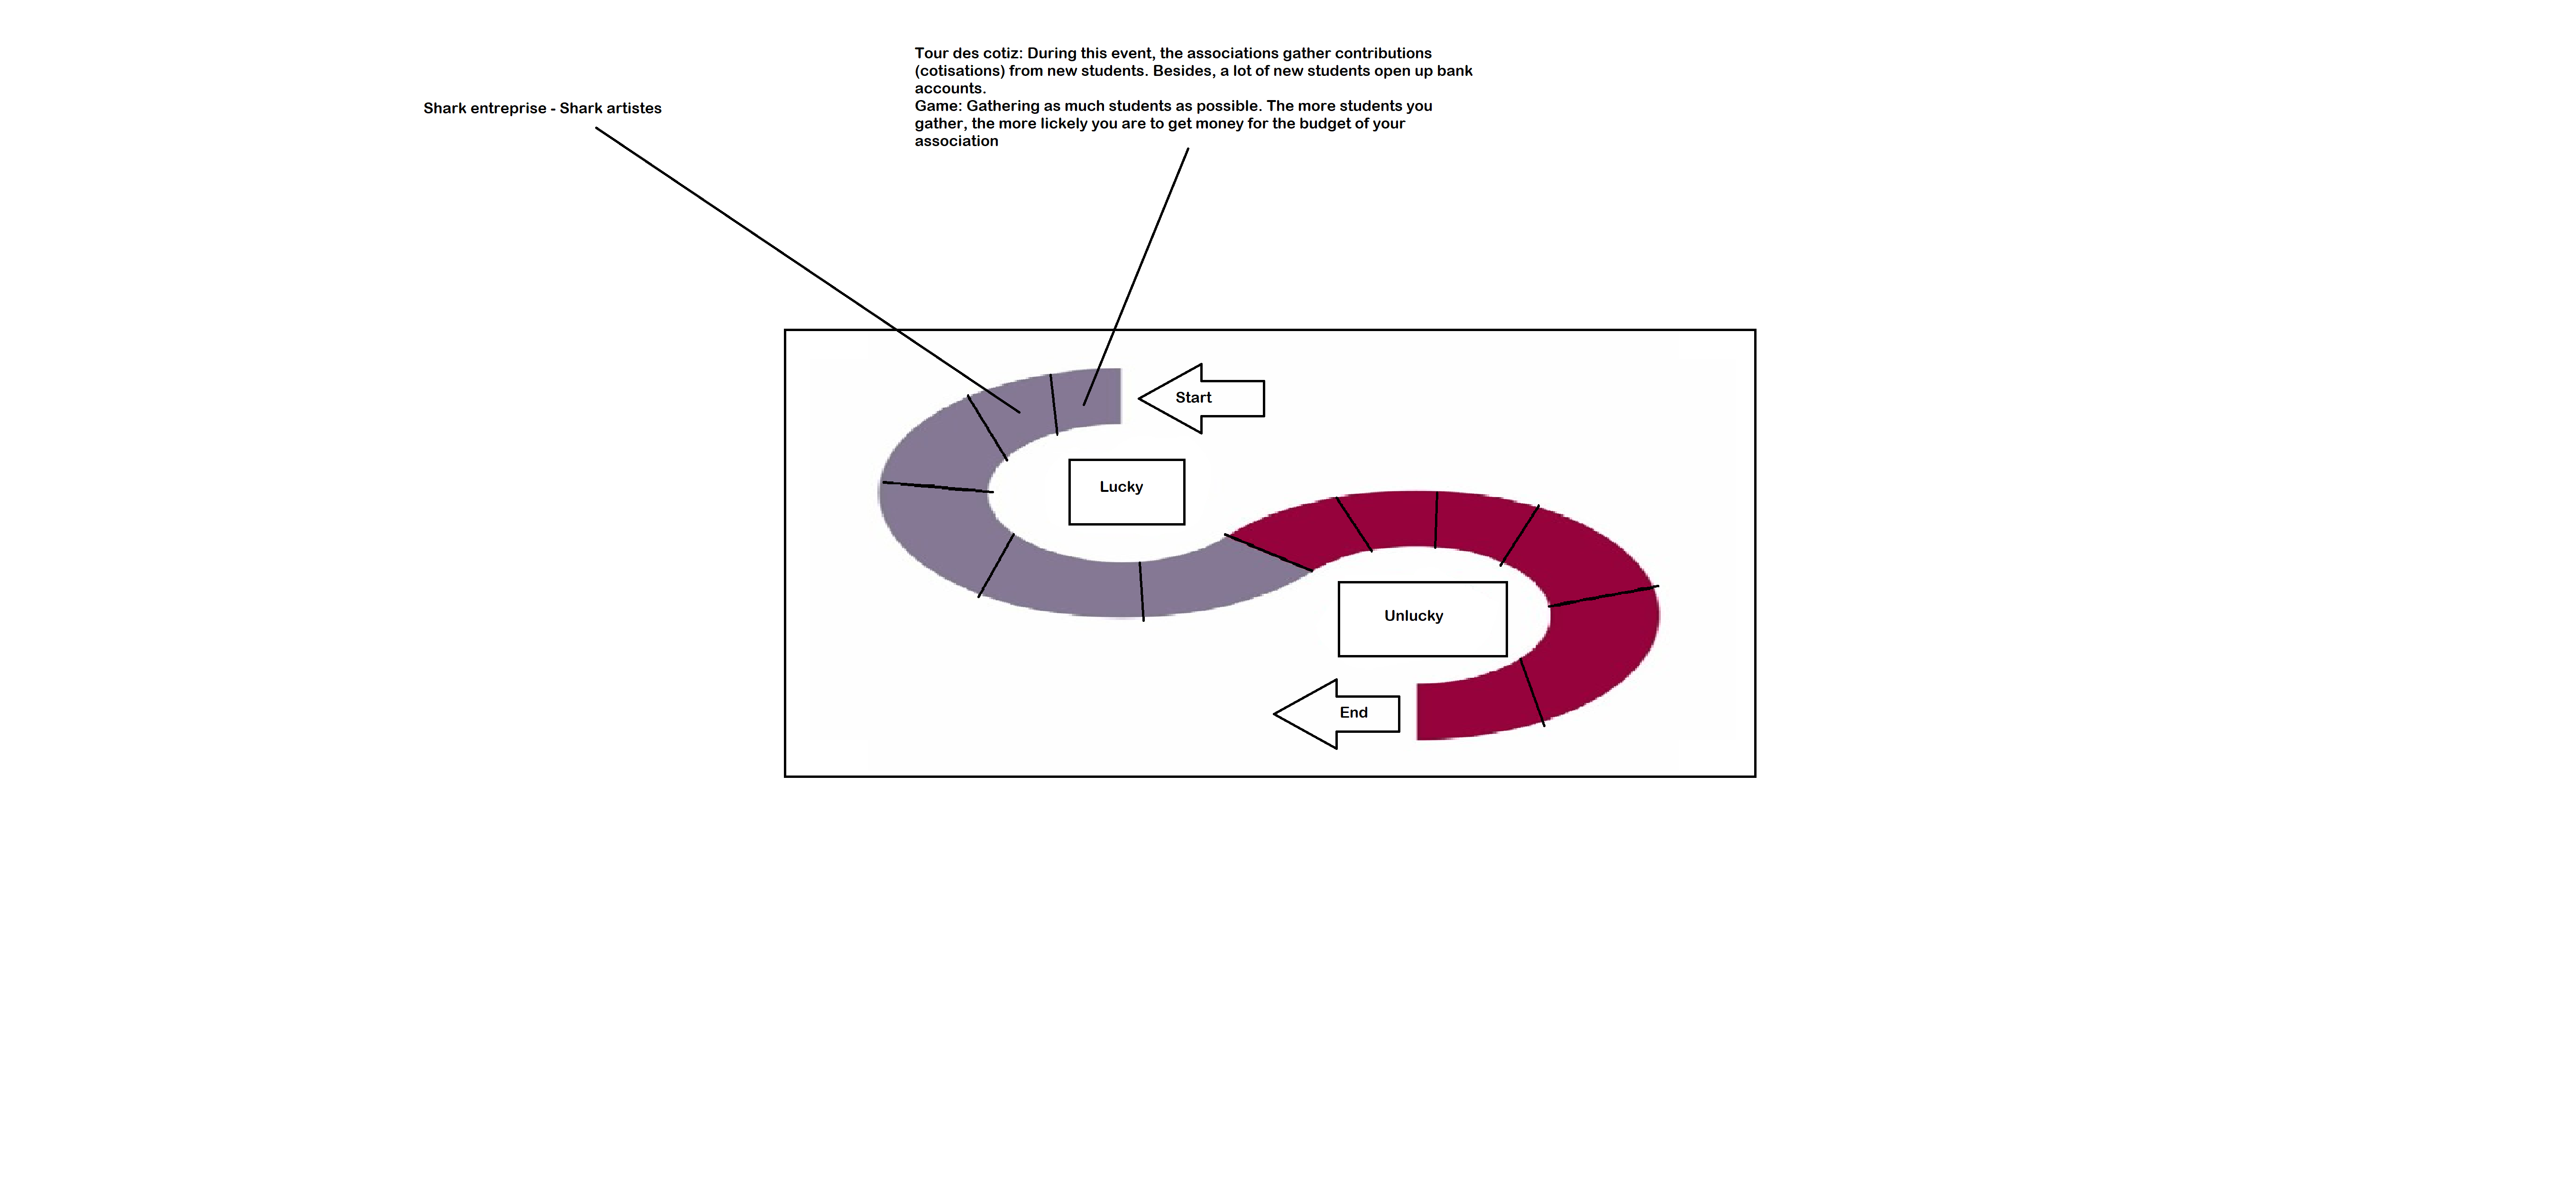 Tour des cotiz: During this event, the associations gather contributions
(cotisations) from new students. Besides, a lot of new students open up bank
accounts.
Game: Gathering as much students as possible. The more students you
gather, the more lickely you are to get money for the budget of your
association
Shark entreprise - Shark artistes
Start
Lucky
Unlucky
End